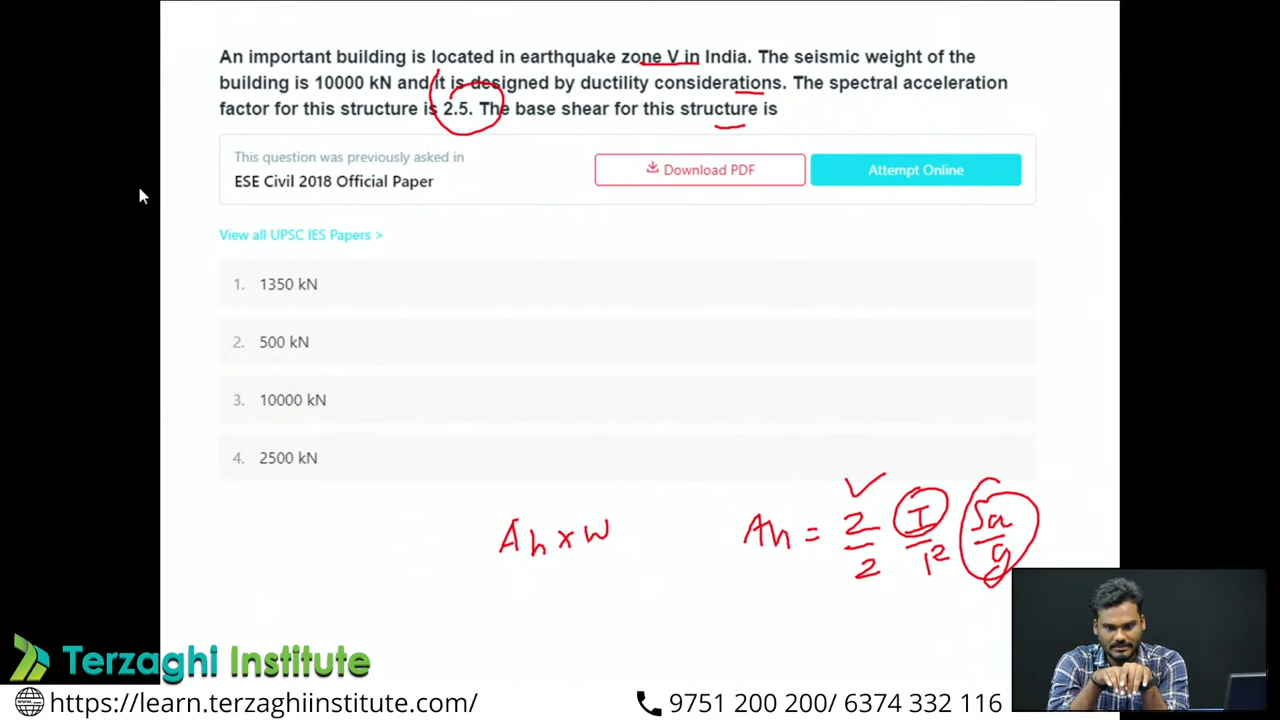 An important building is located in earthquake zone V in India. The seismic weight of the
building is 10000 kN and it is designed by ductility considerations. The spectral acceleration
factor for this structure is 2.5. The base shear for this structure is
This question was previously asked in
ESE Civil 2018 Official Paper
Download PDF
Attempt Online
View all UPSC IES Papers >
1. 1350 kN
2. 500 kN
3. 10000 kN
4. 2500 kN
Ah x W
Ah = Z/2 I/R Sa/g
Terzaghi Institute
https://learn.terzaghiinstitute.com/
9751 200 200/ 6374 332 116